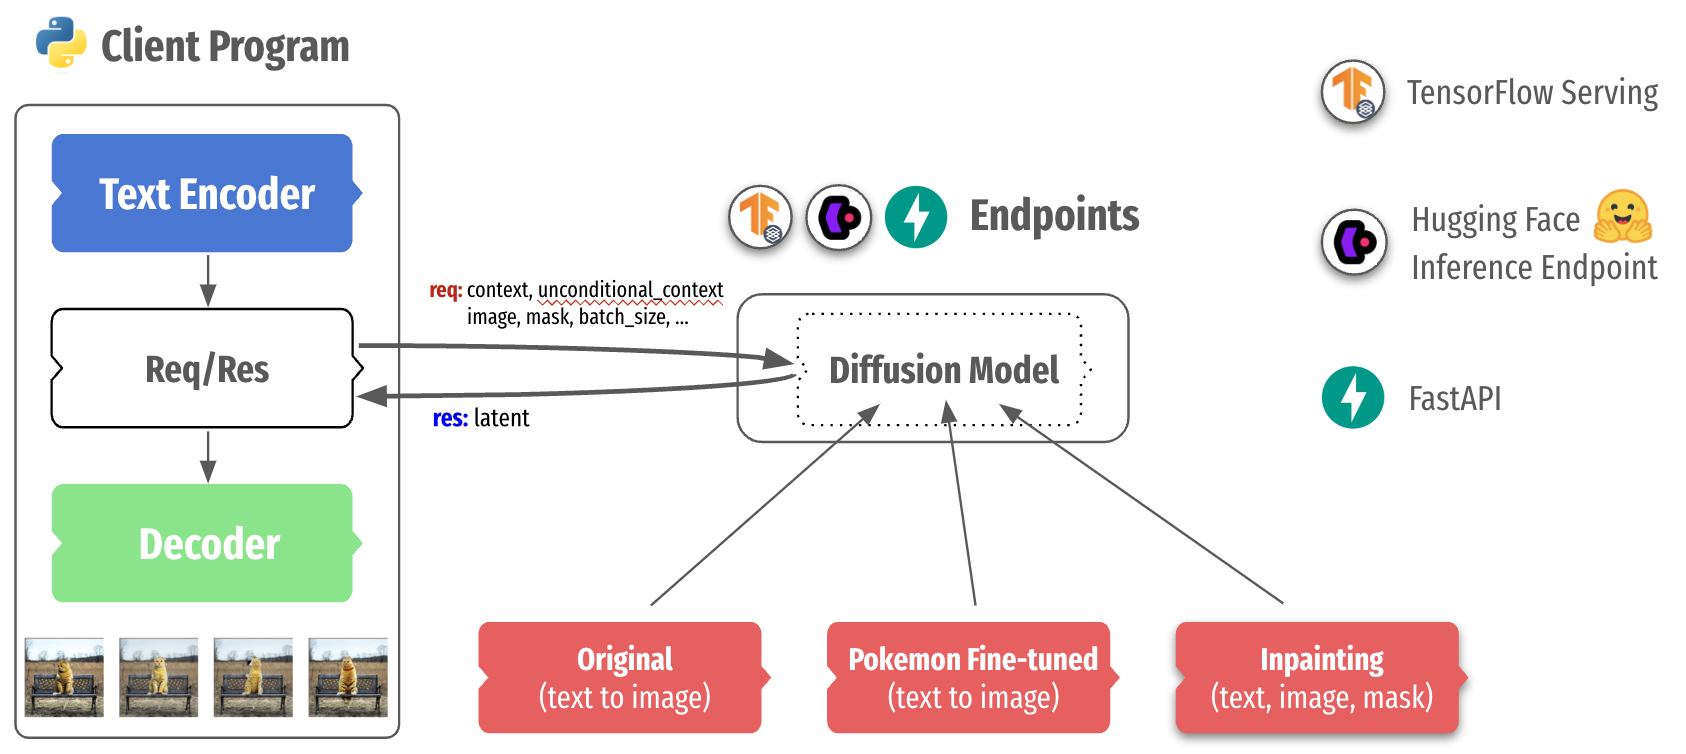 Client Program
Text Encoder
Req/Res
Decoder
req: context, unconditional_context
image, mask, batch_size, ...
res: latent
Endpoints
Diffusion Model
Original
(text to image)
Pokemon Fine-tuned
(text to image)
Inpainting
(text, image, mask)
TensorFlow Serving
Hugging Face
Inference Endpoint
FastAPI